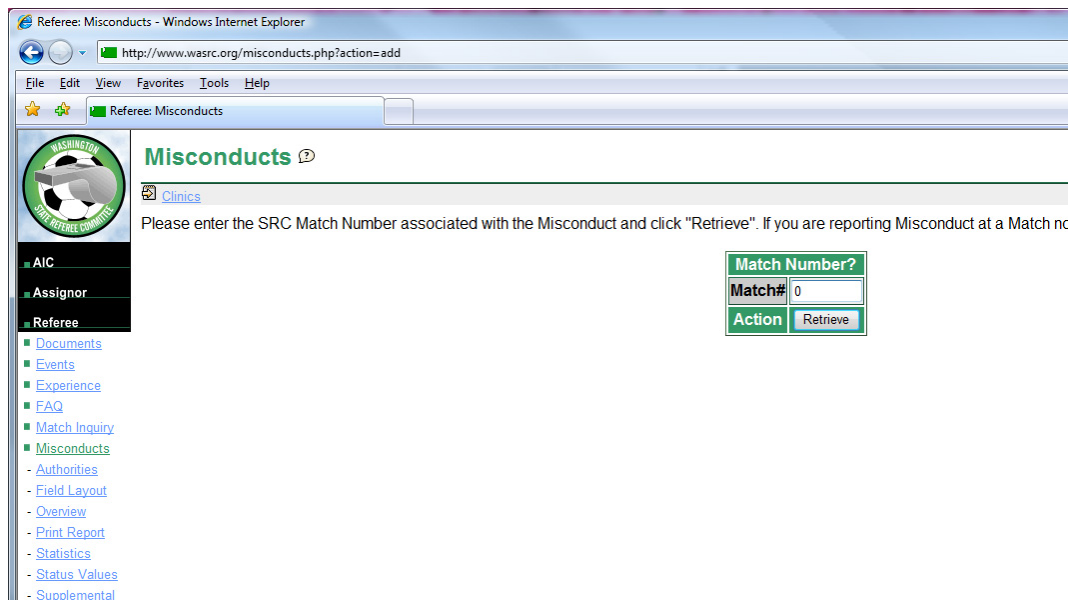 Referee: Misconducts - Windows Internet Explorer
http://www.wasrc.org/misconducts.php?action=add
File Edit View Favorites Tools Help
Referee: Misconducts
WASHINGTON
STATE REFEREE COMMITTEE
Misconducts ?
Clinics
Please enter the SRC Match Number associated with the Misconduct and click "Retrieve". If you are reporting Misconduct at a Match no
Match Number?
Match# 0
Action Retrieve
AIC
Assignor
Referee
Documents
Events
Experience
FAQ
Match Inquiry
Misconducts
- Authorities
- Field Layout
- Overview
- Print Report
- Statistics
- Status Values
- Supplemental